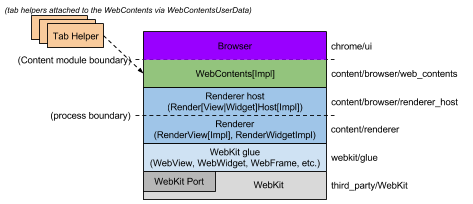 (tab helpers attached to the WebContents via WebContentsUserData)
Tab Helper
Browser
chrome/ui
(Content module boundary)
WebContents[Impl]
content/browser/web_contents
Renderer host
(Render[View|Widget]Host[Impl])
content/browser/renderer_host
(process boundary)
Renderer
(RenderView[Impl], RenderWidgetImpl)
content/renderer
WebKit glue
(WebView, WebWidget, WebFrame, etc.)
webkit/glue
WebKit Port
WebKit
third_party/WebKit